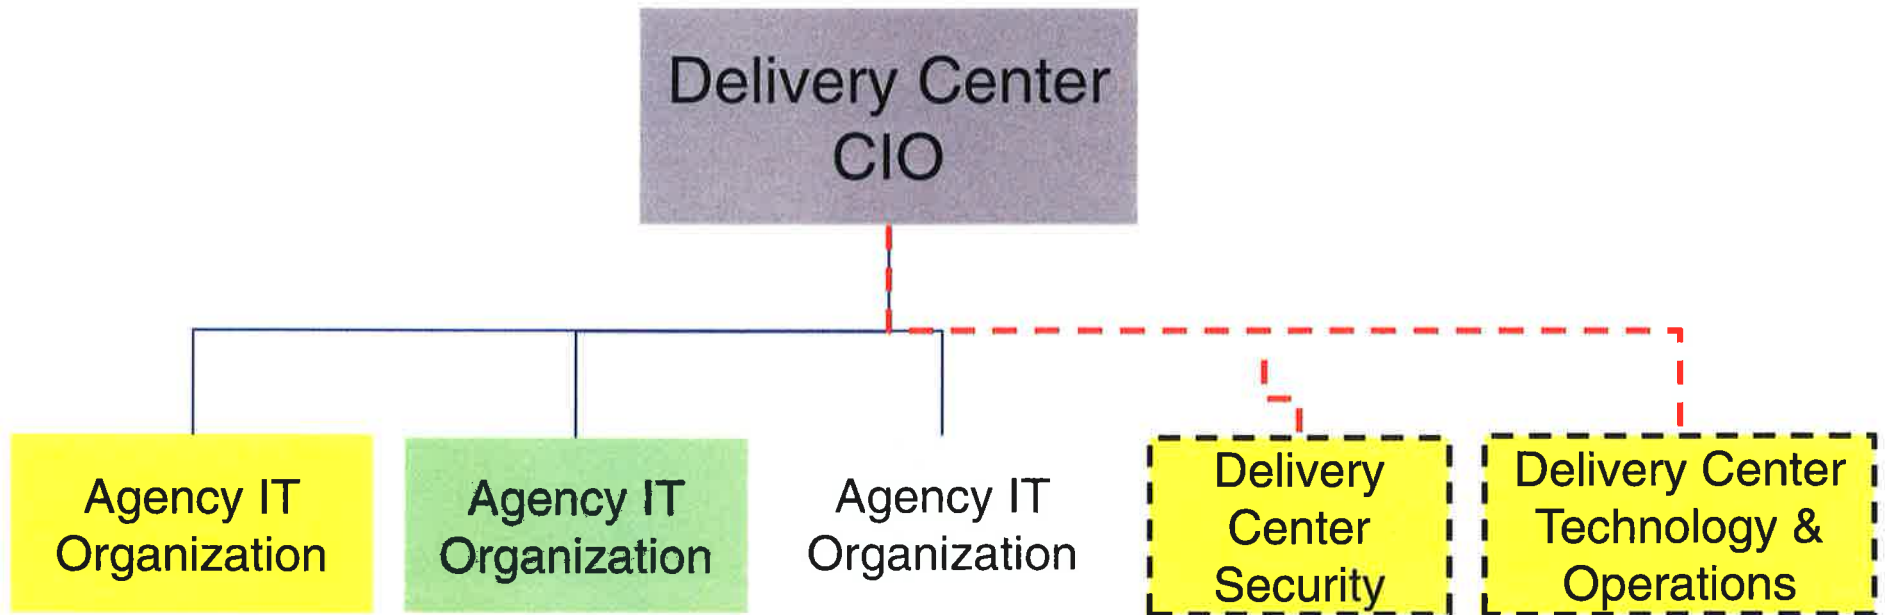 Delivery Center
CIO
Agency IT
Organization
Agency IT
Organization
Agency IT
Organization
Delivery
Center
Security
Delivery Center
Technology &
Operations